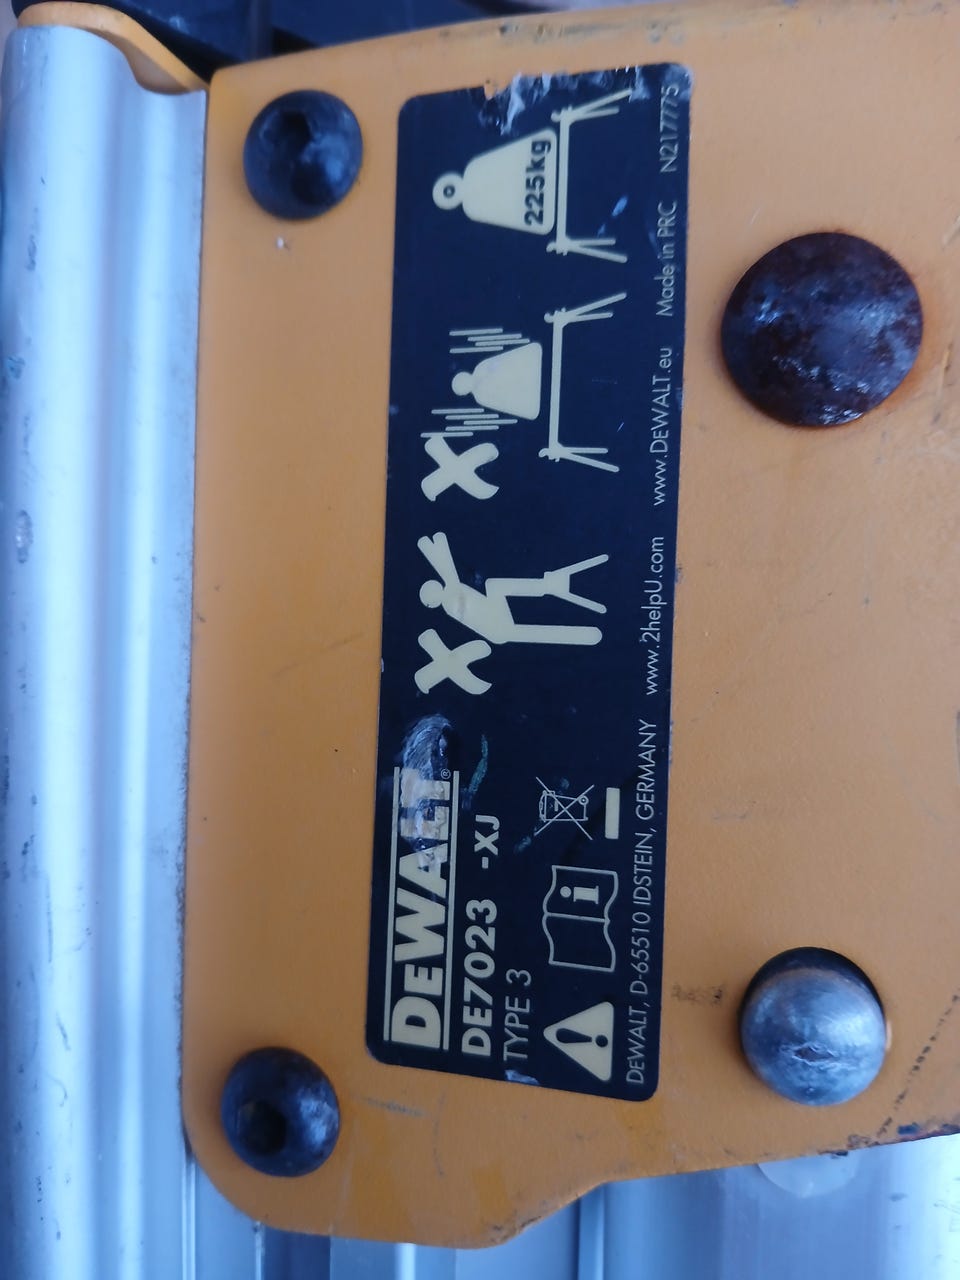 DEWALT®
DE7023 -XJ
TYPE 3
i
225kg
DEWALT, D-65510 IDSTEIN, GERMANY www.2helpU.com www.DEWALT.eu Made in PRC N217775